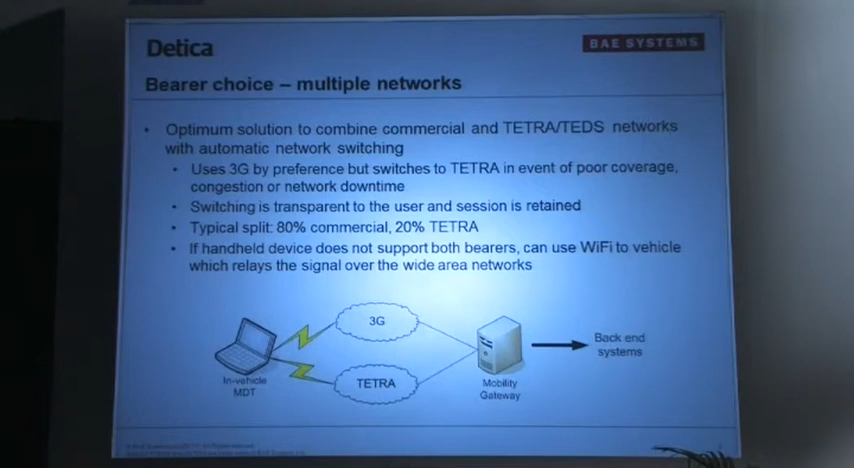 Detica
BAE SYSTEMS
Bearer choice – multiple networks
• Optimum solution to combine commercial and TETRA/TEDS networks
with automatic network switching
• Uses 3G by preference but switches to TETRA in event of poor coverage,
congestion or network downtime
• Switching is transparent to the user and session is retained
• Typical split: 80% commercial, 20% TETRA
• If handheld device does not support both bearers, can use WiFi to vehicle
which relays the signal over the wide area networks
3G
In-vehicle
MDT
TETRA
Mobility
Gateway
Back end
systems